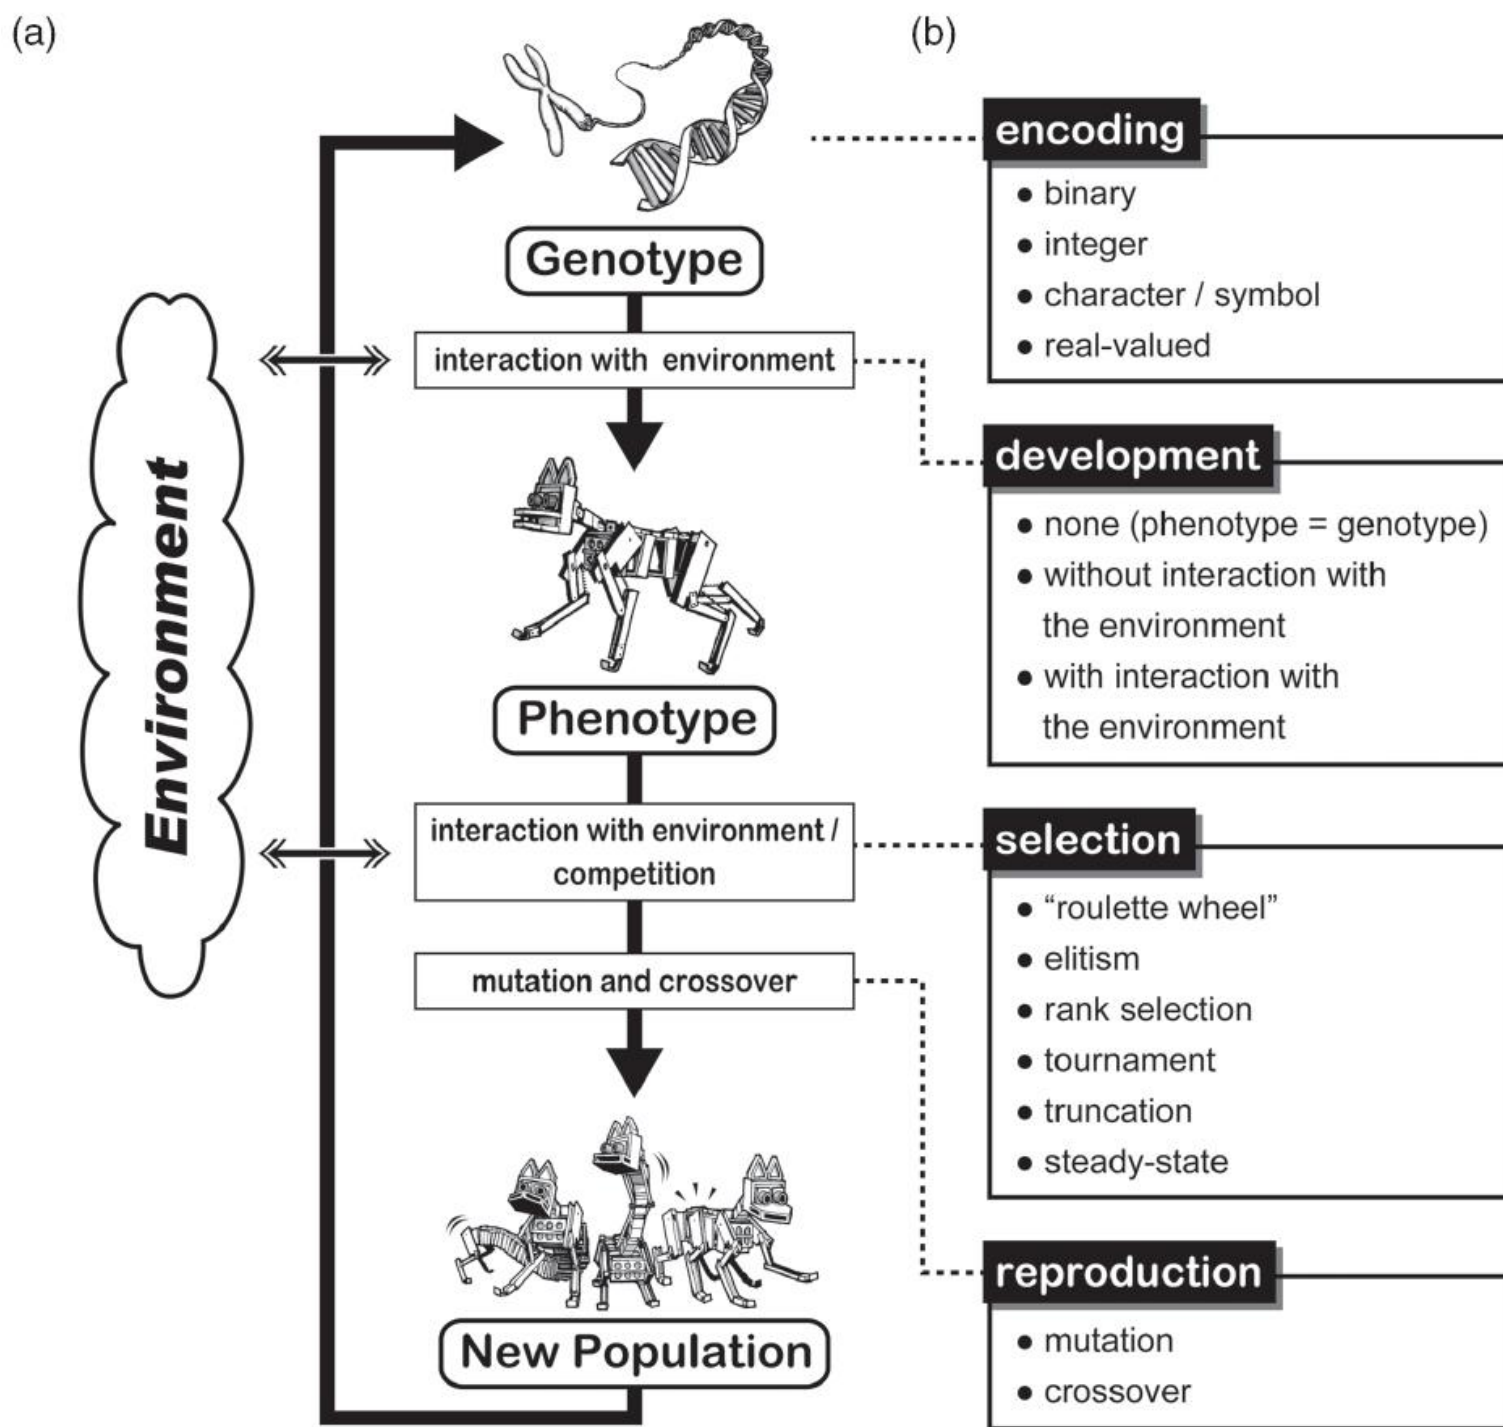 (a)
Genotype
interaction with environment
Environment
Phenotype
interaction with environment /
competition
mutation and crossover
New Population
(b)
encoding
• binary
• integer
• character / symbol
• real-valued
development
• none (phenotype = genotype)
• without interaction with
the environment
• with interaction with
the environment
selection
• “roulette wheel”
• elitism
• rank selection
• tournament
• truncation
• steady-state
reproduction
• mutation
• crossover